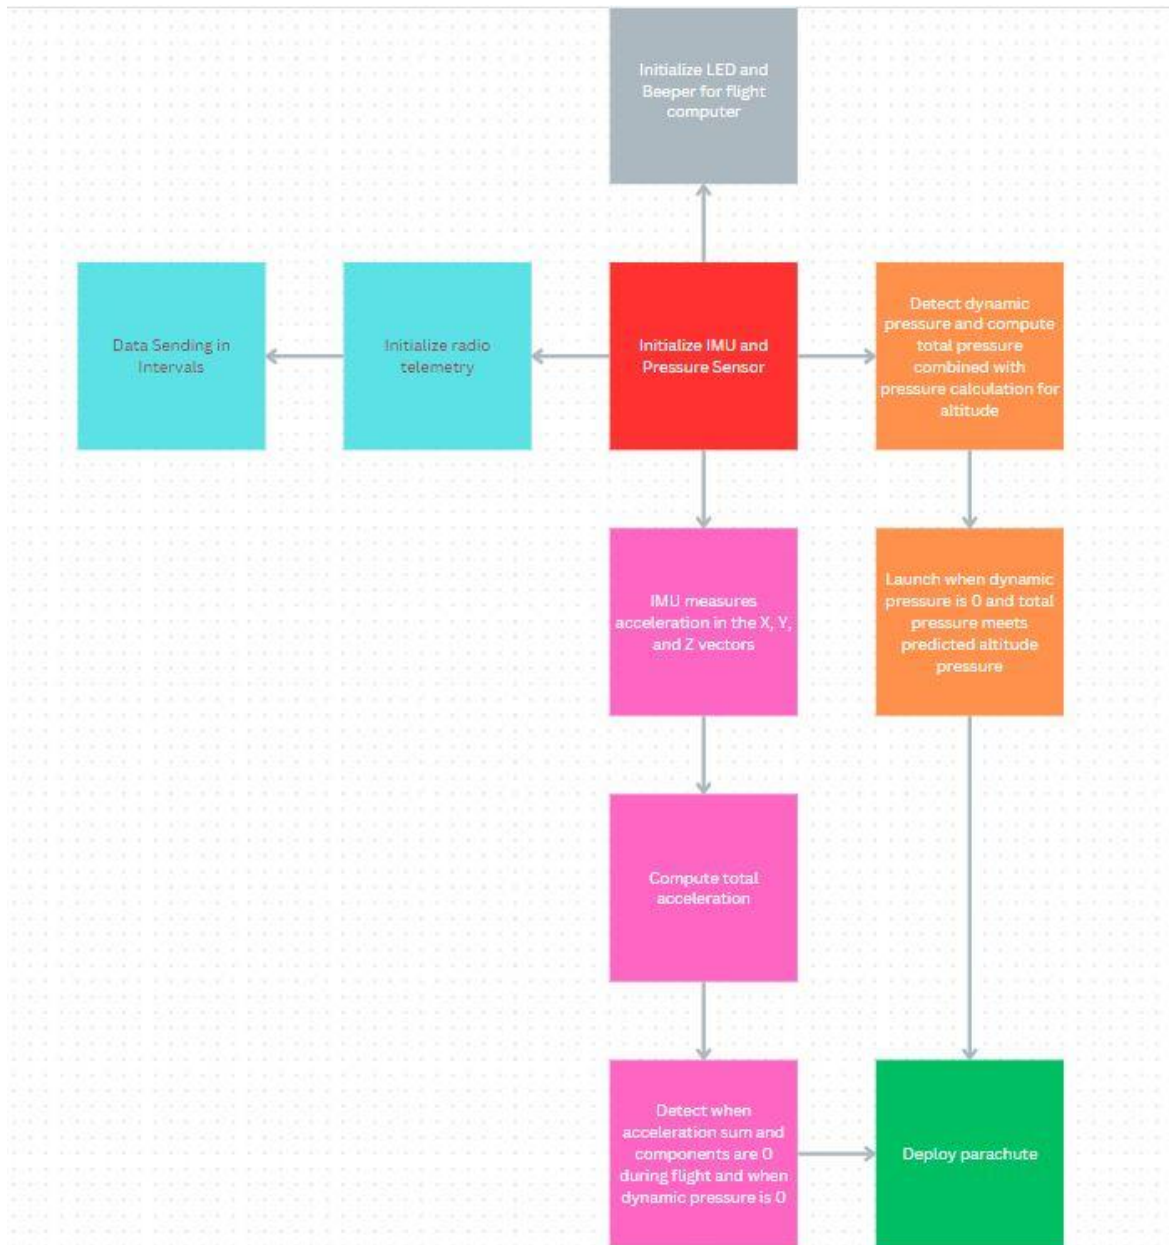 Initialize LED and
Beeper for flight
computer
Data Sending in
Intervals
Initialize radio
telemetry
Initialize IMU and
Pressure Sensor
Detect dynamic
pressure and compute
total pressure
combined with
pressure calculation for
altitude
IMU measures
acceleration in the X, Y,
and Z vectors
Launch when dynamic
pressure is 0 and total
pressure meets
predicted altitude
pressure
Compute total
acceleration
Detect when
acceleration sum and
components are 0
during flight and when
dynamic pressure is 0
Deploy parachute